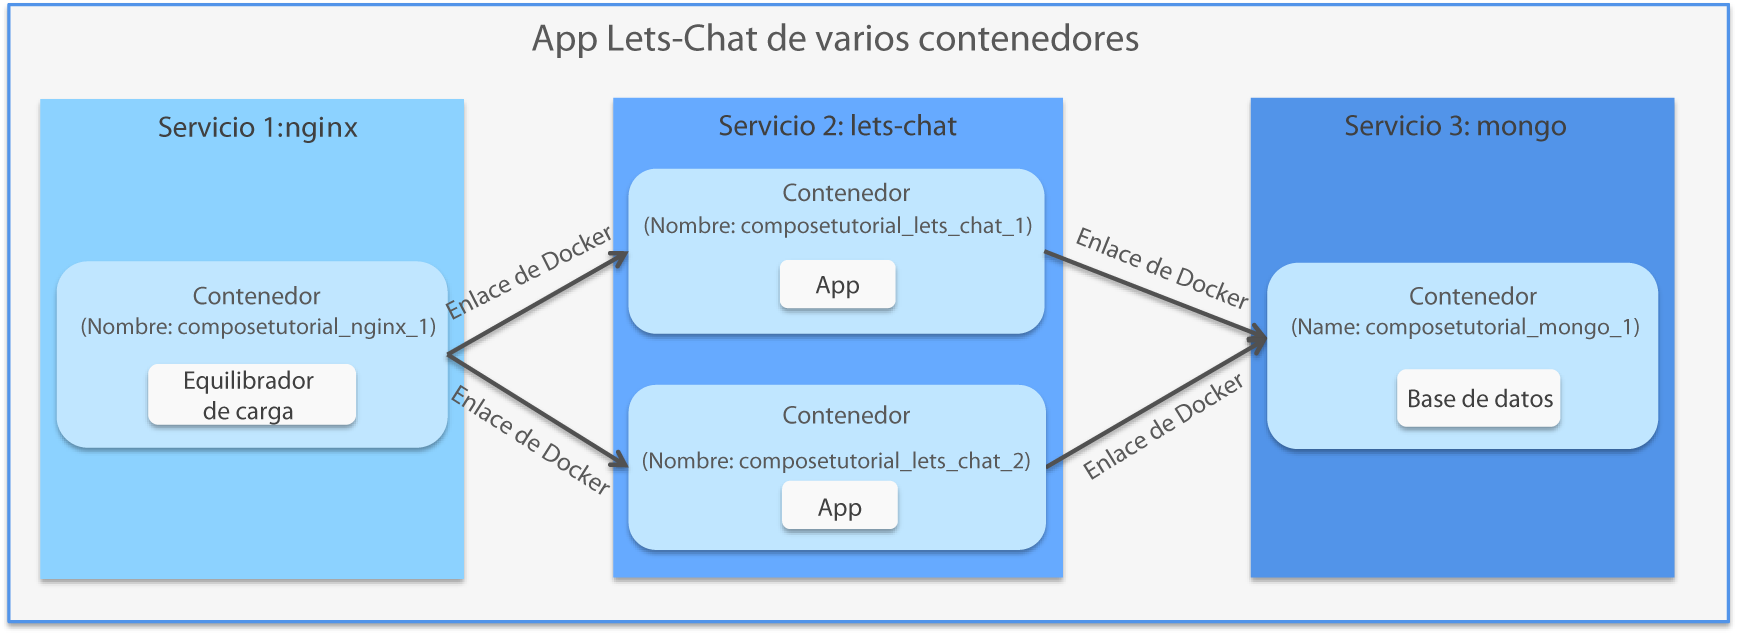 App Lets-Chat de varios contenedores
Servicio 1:nginx
Contenedor
(Nombre: composetutorial_nginx_1)
Equilibrador
de carga
Enlace de Docker
Enlace de Docker
Servicio 2: lets-chat
Contenedor
(Nombre: composetutorial_lets_chat_1)
App
Contenedor
(Nombre: composetutorial_lets_chat_2)
App
Enlace de Docker
Enlace de Docker
Servicio 3: mongo
Contenedor
(Name: composetutorial_mongo_1)
Base de datos